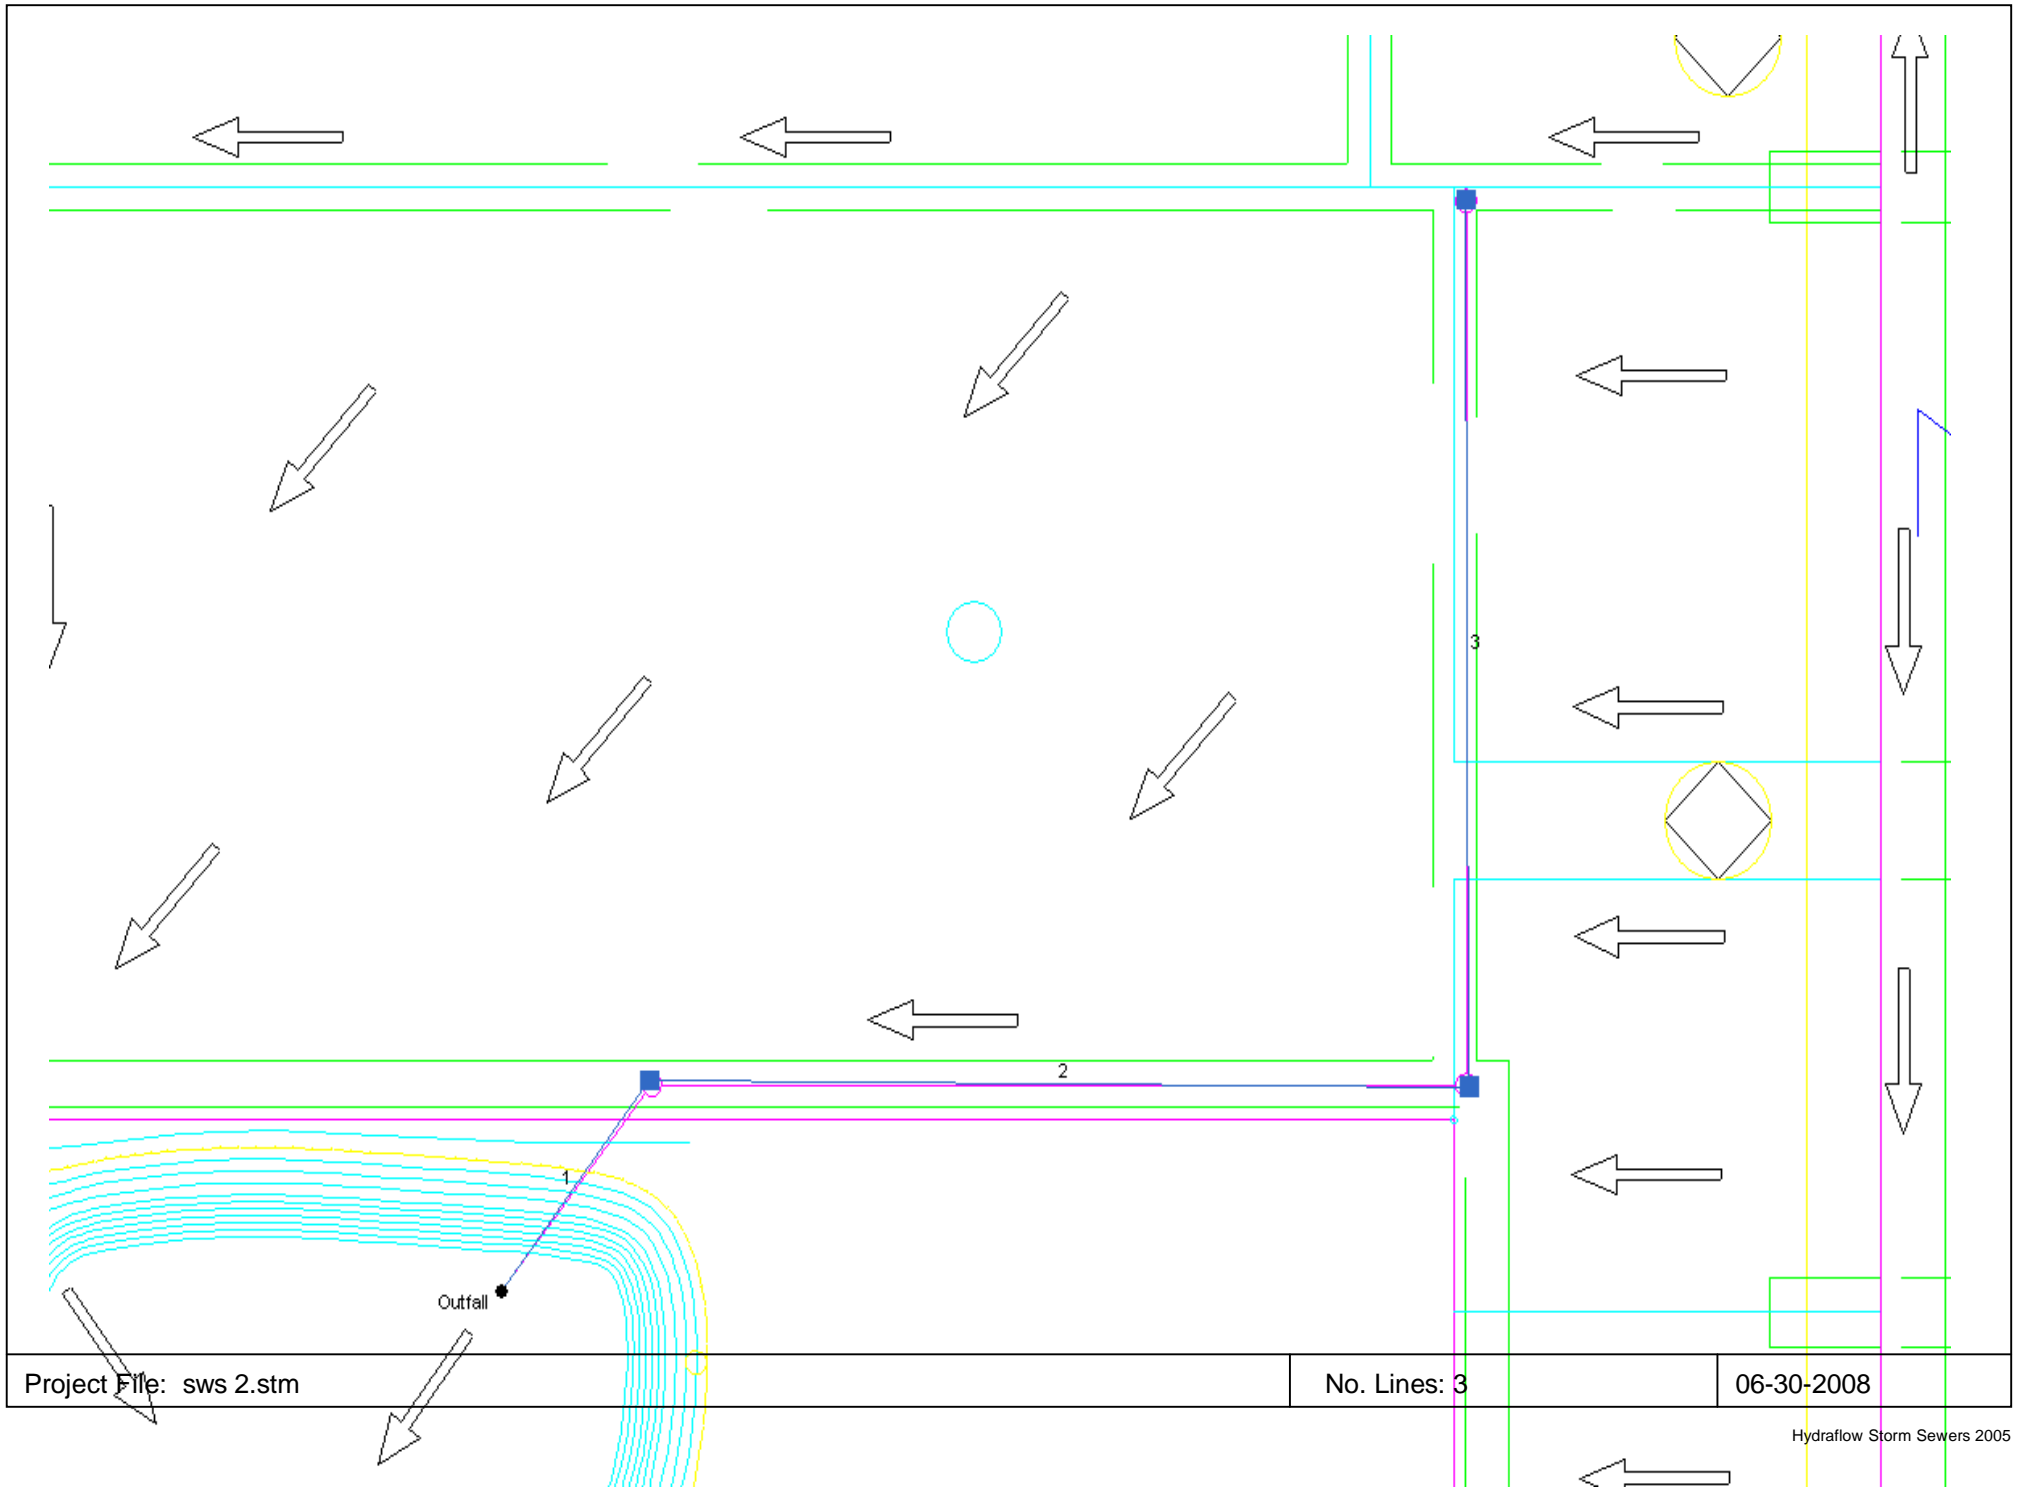 3
2
1
Outfall
Project File: sws 2.stm
No. Lines: 3
06-30-2008
Hydraflow Storm Sewers 2005